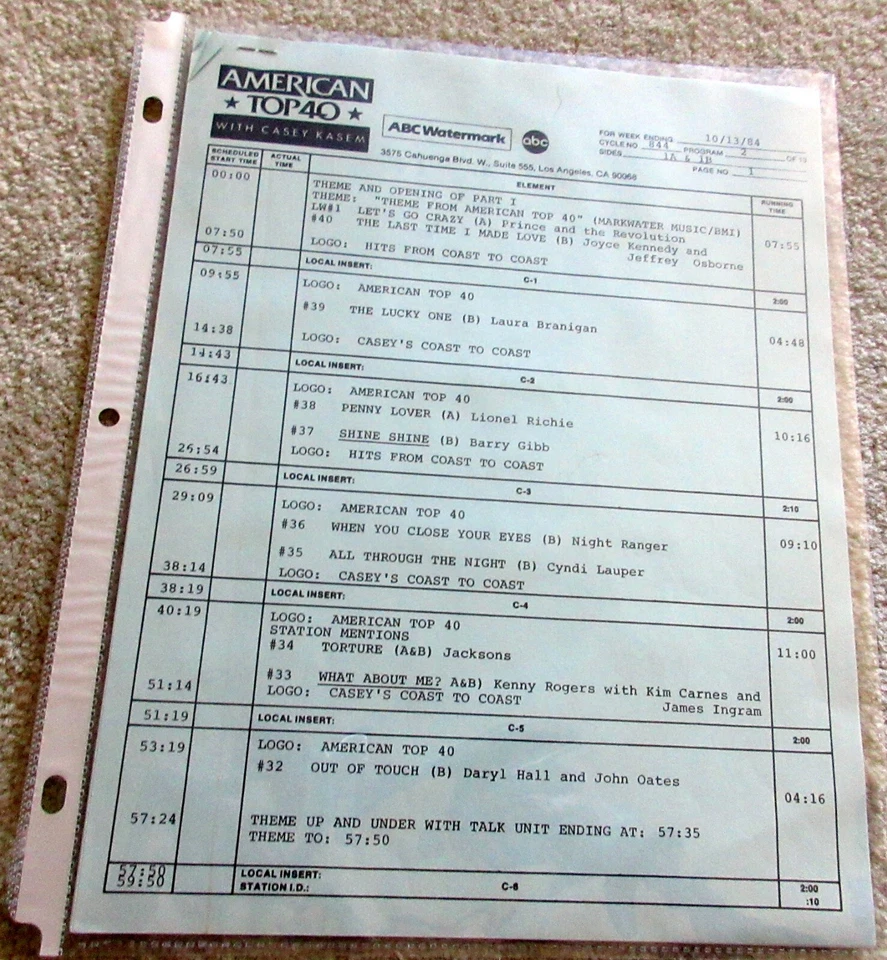 AMERICAN
★ TOP40 ★
WITH CASEY KASEM
ABC Watermark abc
3575 Cahuenga Blvd. W., Suite 555, Los Angeles, CA 90068
FOR WEEK ENDING 10/13/84
CYCLE NO. 844 PROGRAM 2 OF 13
SIDES 1A & 1B PAGE NO. 1
SCHEDULED START TIME ACTUAL TIME ELEMENT RUNNING TIME
00:00 THEME AND OPENING OF PART I
THEME: "THEME FROM AMERICAN TOP 40" (MARKWATER MUSIC/BMI)
LW#1 LET'S GO CRAZY (A) Prince and the Revolution
#40 THE LAST TIME I MADE LOVE (B) Joyce Kennedy and 07:55
Jeffrey Osborne
07:50 LOGO: HITS FROM COAST TO COAST
07:55 LOCAL INSERT: C-1 2:00
09:55 LOGO: AMERICAN TOP 40
#39 THE LUCKY ONE (B) Laura Branigan 04:48
14:38 LOGO: CASEY'S COAST TO COAST
14:43 LOCAL INSERT: C-2 2:00
16:43 LOGO: AMERICAN TOP 40
#38 PENNY LOVER (A) Lionel Richie 10:16
#37 SHINE SHINE (B) Barry Gibb
26:54 LOGO: HITS FROM COAST TO COAST
26:59 LOCAL INSERT: C-3 2:10
29:09 LOGO: AMERICAN TOP 40
#36 WHEN YOU CLOSE YOUR EYES (B) Night Ranger 09:10
#35 ALL THROUGH THE NIGHT (B) Cyndi Lauper
38:14 LOGO: CASEY'S COAST TO COAST
38:19 LOCAL INSERT: C-4 2:00
40:19 LOGO: AMERICAN TOP 40
STATION MENTIONS
#34 TORTURE (A&B) Jacksons 11:00
#33 WHAT ABOUT ME? A&B) Kenny Rogers with Kim Carnes and
James Ingram
51:14 LOGO: CASEY'S COAST TO COAST
51:19 LOCAL INSERT: C-5 2:00
53:19 LOGO: AMERICAN TOP 40
#32 OUT OF TOUCH (B) Daryl Hall and John Oates 04:16
57:24 THEME UP AND UNDER WITH TALK UNIT ENDING AT: 57:35
THEME TO: 57:50
57:50 LOCAL INSERT: C-6 2:00
59:50 STATION I.D.: :10